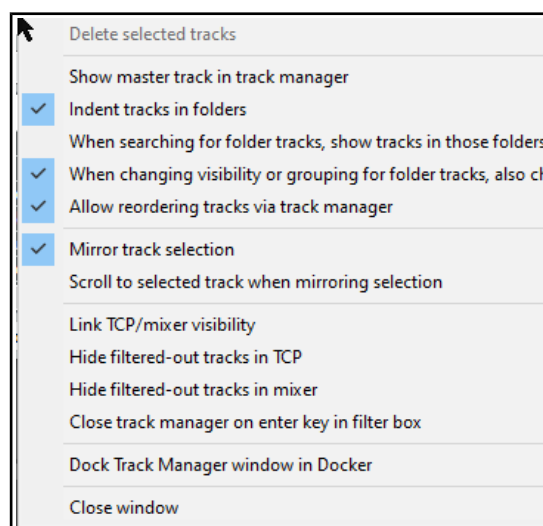 Delete selected tracks
Show master track in track manager
Indent tracks in folders
When searching for folder tracks, show tracks in those folders
When changing visibility or grouping for folder tracks, also
Allow reordering tracks via track manager
Mirror track selection
Scroll to selected track when mirroring selection
Link TCP/mixer visibility
Hide filtered-out tracks in TCP
Hide filtered-out tracks in mixer
Close track manager on enter key in filter box
Dock Track Manager window in Docker
Close window